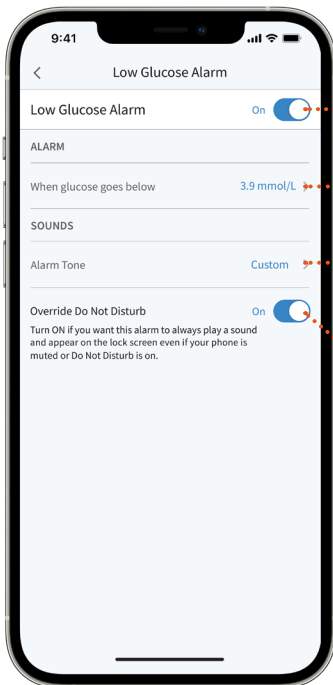 9:41
Low Glucose Alarm
Low Glucose Alarm On
ALARM
When glucose goes below 3.9 mmol/L
SOUNDS
Alarm Tone Custom
Override Do Not Disturb On
Turn ON if you want this alarm to always play a sound
and appear on the lock screen even if your phone is
muted or Do Not Disturb is on.